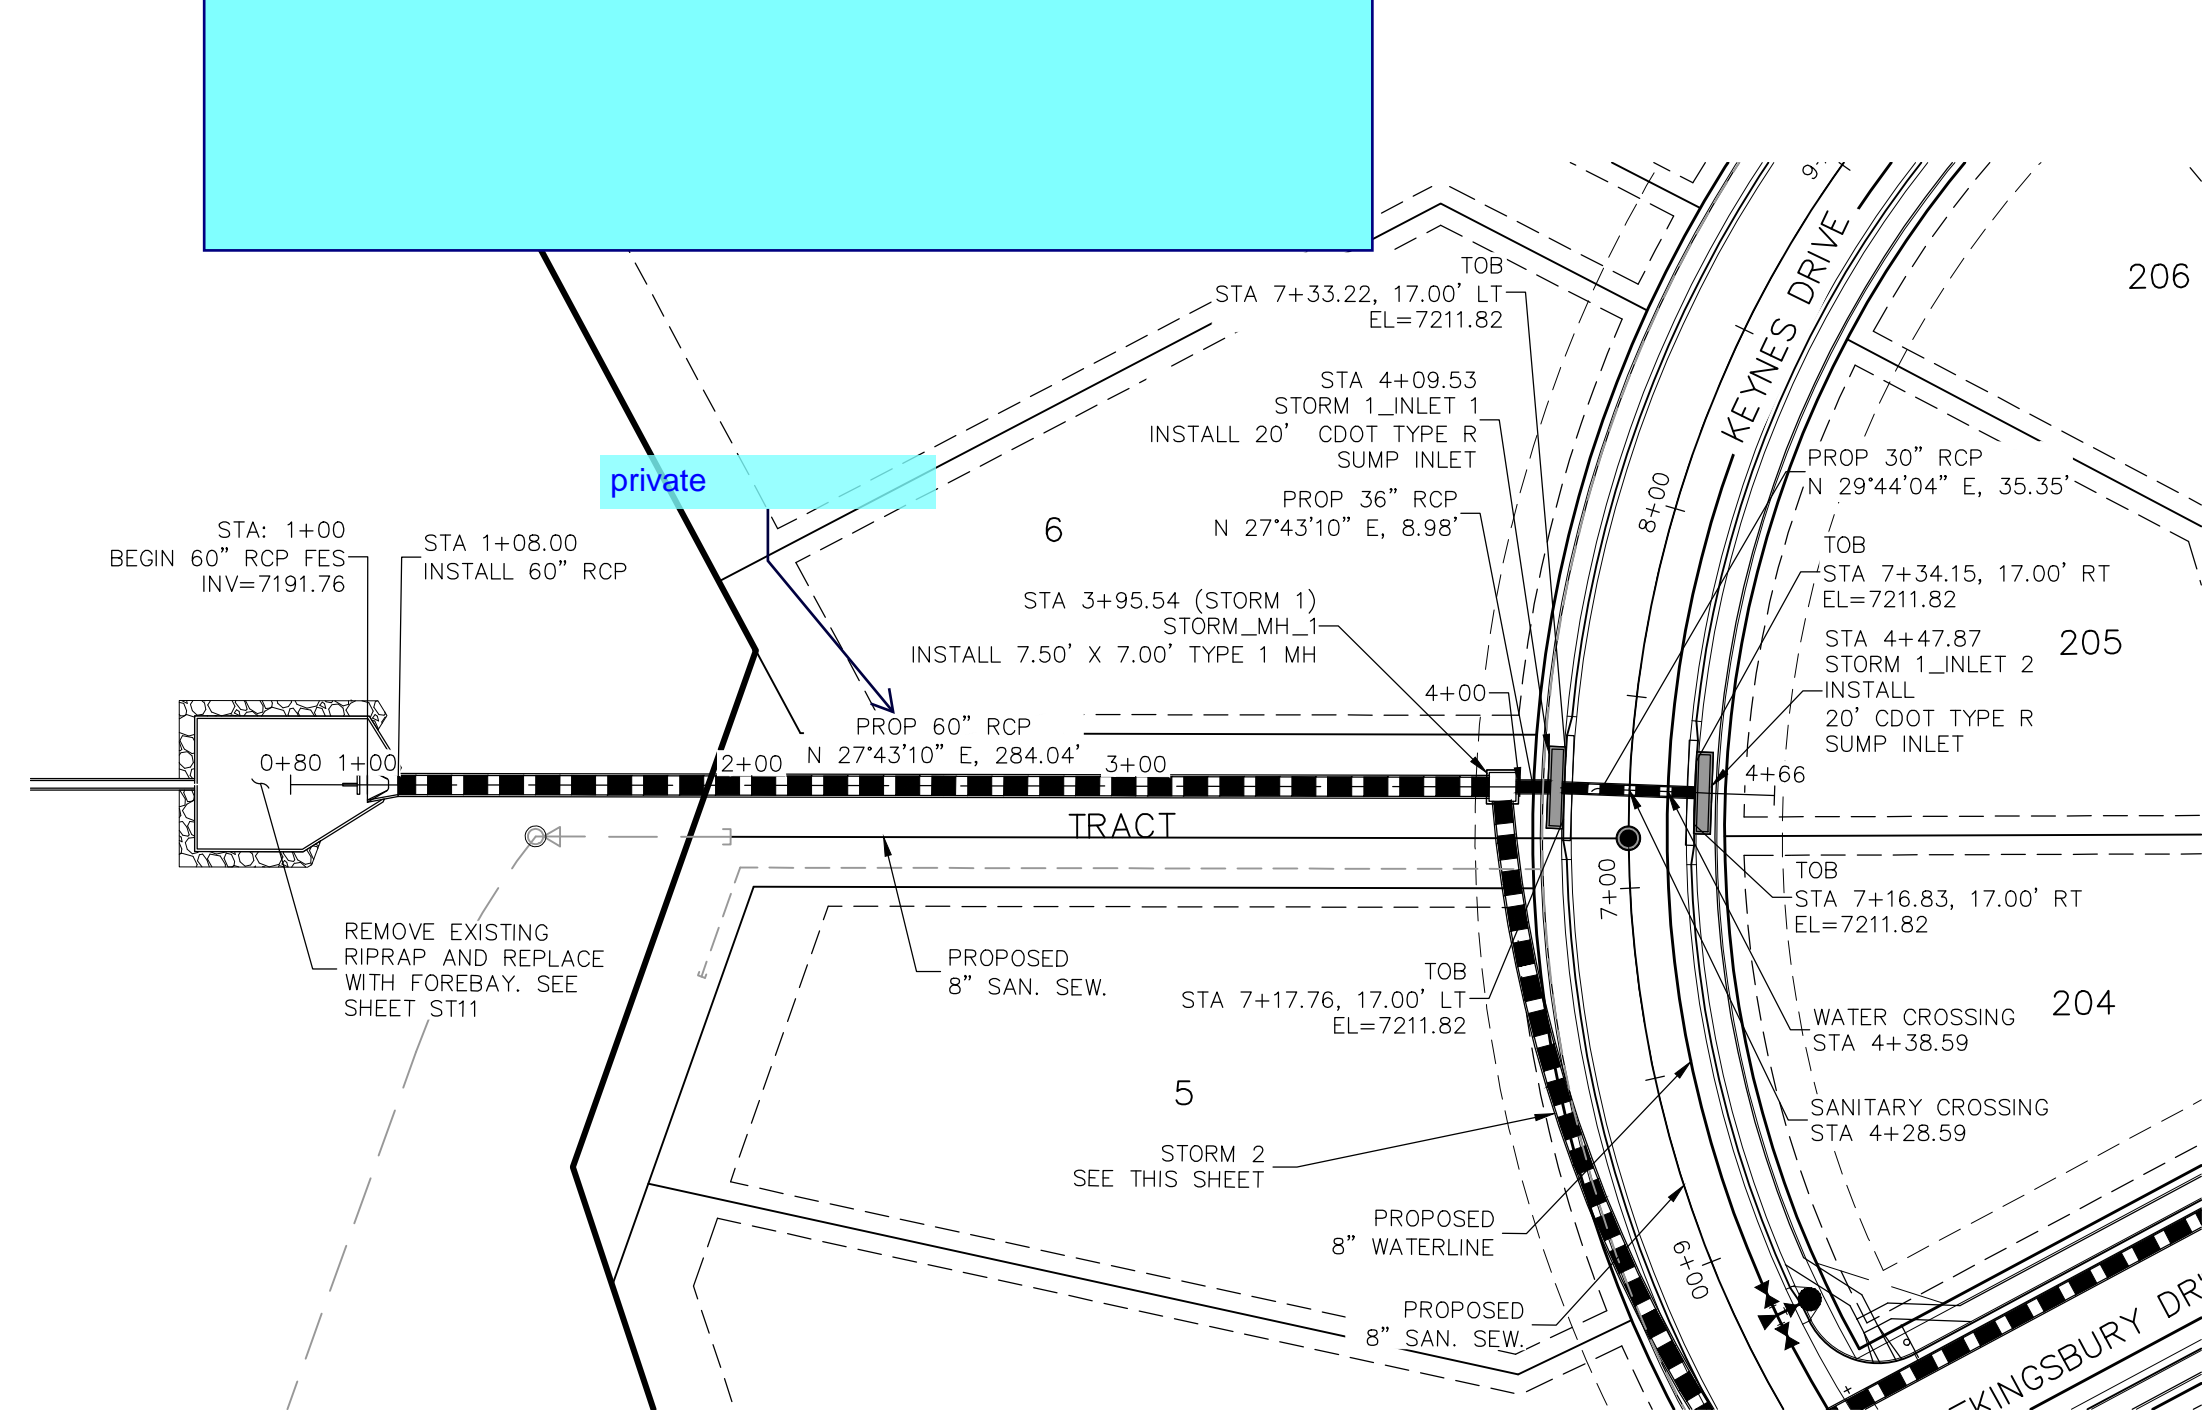 9
KEYNES DRIVE
206
TOB
STA 7+33.22, 17.00' LT
EL=7211.82
STA 4+09.53
STORM 1_INLET 1
INSTALL 20' CDOT TYPE R
SUMP INLET
PROP 36" RCP
N 27°43'10" E, 8.98'
private
6
8+00
PROP 30" RCP
N 29°44'04" E, 35.35'
STA: 1+00
BEGIN 60" RCP FES
INV=7191.76
STA 1+08.00
INSTALL 60" RCP
TOB
STA 7+34.15, 17.00' RT
EL=7211.82
STA 3+95.54 (STORM 1)
STORM_MH_1
INSTALL 7.50' X 7.00' TYPE 1 MH
STA 4+47.87
STORM 1_INLET 2
INSTALL
20' CDOT TYPE R
SUMP INLET
205
4+00
PROP 60" RCP
N 27°43'10" E, 284.04'
0+80
1+00
2+00
3+00
4+66
TRACT
7+00
TOB
STA 7+16.83, 17.00' RT
EL=7211.82
REMOVE EXISTING
RIPRAP AND REPLACE
WITH FOREBAY. SEE
SHEET ST11
PROPOSED
8" SAN. SEW.
TOB
STA 7+17.76, 17.00' LT
EL=7211.82
204
WATER CROSSING
STA 4+38.59
5
SANITARY CROSSING
STA 4+28.59
STORM 2
SEE THIS SHEET
PROPOSED
8" WATERLINE
6+00
PROPOSED
8" SAN. SEW.
KINGSBURY DR